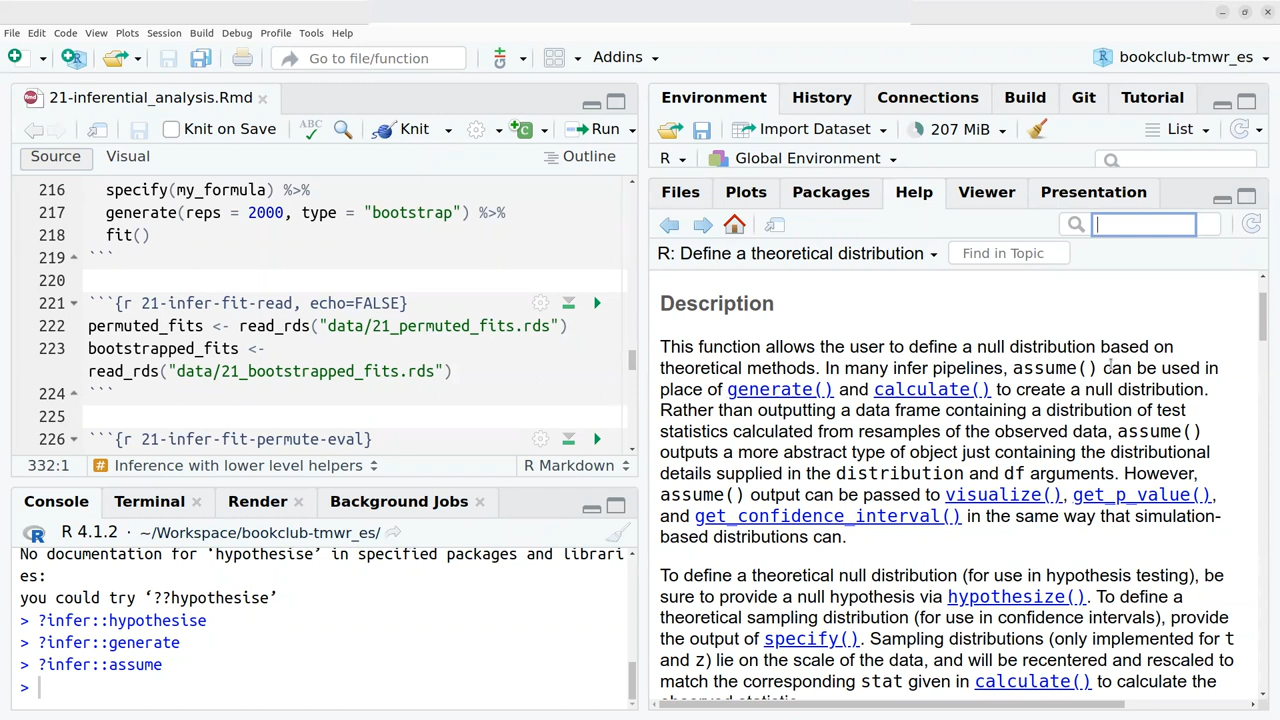 File Edit Code View Plots Session Build Debug Profile Tools Help
Go to file/function
Addins
bookclub-tmwr_es
21-inferential_analysis.Rmd
Knit on Save
ABC
Knit
Run
Source
Visual
Outline
216 specify(my_formula) %>%
217 generate(reps = 2000, type = "bootstrap") %>%
218 fit()
219 ```
220
221 ```{r 21-infer-fit-read, echo=FALSE}
222 permuted_fits <- read_rds("data/21_permuted_fits.rds")
223 bootstrapped_fits <-
read_rds("data/21_bootstrapped_fits.rds")
224 ```
225
226 ```{r 21-infer-fit-permute-eval}
332:1
# Inference with lower level helpers
R Markdown
Console Terminal Render Background Jobs
R 4.1.2 · ~/Workspace/bookclub-tmwr_es/
No documentation for ‘hypothesise’ in specified packages and librari
es:
you could try ‘??hypothesise’
> ?infer::hypothesise
> ?infer::generate
> ?infer::assume
>
Environment History Connections Build Git Tutorial
Import Dataset
207 MiB
List
R
Global Environment
Files Plots Packages Help Viewer Presentation
R: Define a theoretical distribution
Find in Topic
Description
This function allows the user to define a null distribution based on
theoretical methods. In many infer pipelines, assume() can be used in
place of generate() and calculate() to create a null distribution.
Rather than outputting a data frame containing a distribution of test
statistics calculated from resamples of the observed data, assume()
outputs a more abstract type of object just containing the distributional
details supplied in the distribution and df arguments. However,
assume() output can be passed to visualize(), get_p_value(),
and get_confidence_interval() in the same way that simulation-
based distributions can.
To define a theoretical null distribution (for use in hypothesis testing), be
sure to provide a null hypothesis via hypothesize(). To define a
theoretical sampling distribution (for use in confidence intervals), provide
the output of specify(). Sampling distributions (only implemented for t
and z) lie on the scale of the data, and will be recentered and rescaled to
match the corresponding stat given in calculate() to calculate the
observed statistic.